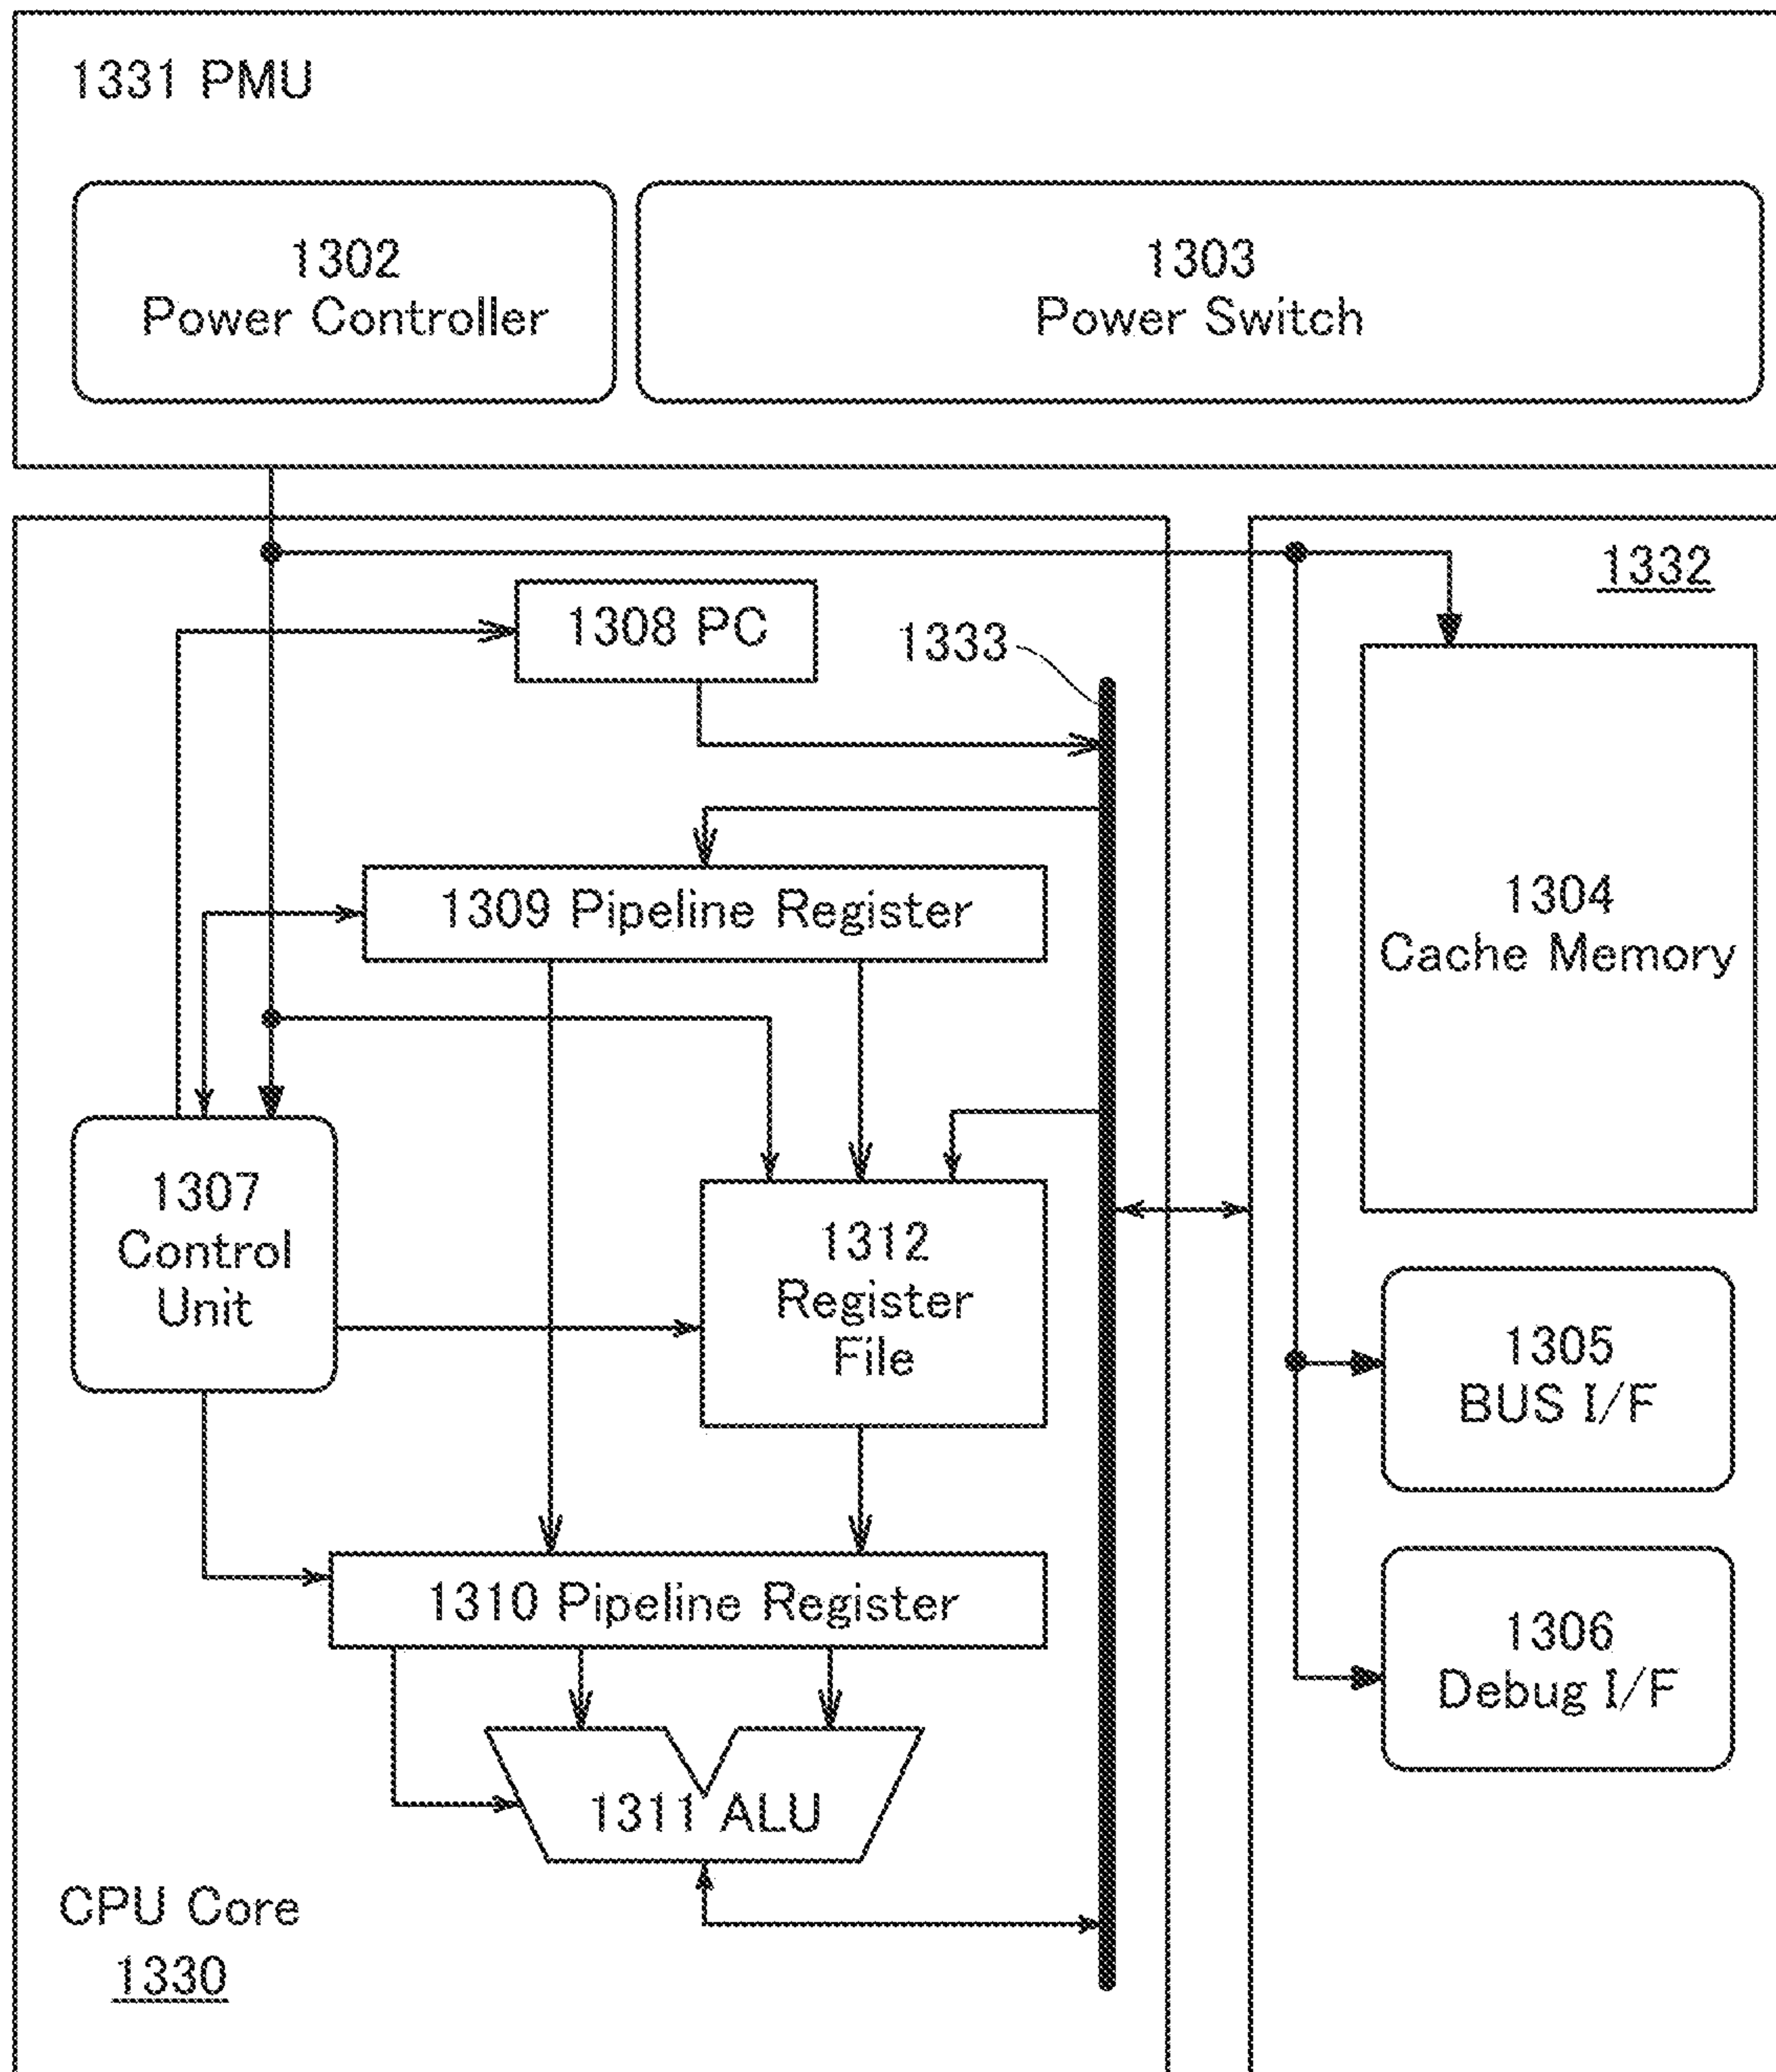 1331 PMU
1302
Power Controller
1303
Power Switch
1332
1308 PC
1333
1309 Pipeline Register
1304
Cache Memory
1307
Control
Unit
1312
Register
File
1305
BUS I/F
1310 Pipeline Register
1306
Debug I/F
1311 ALU
CPU Core
1330